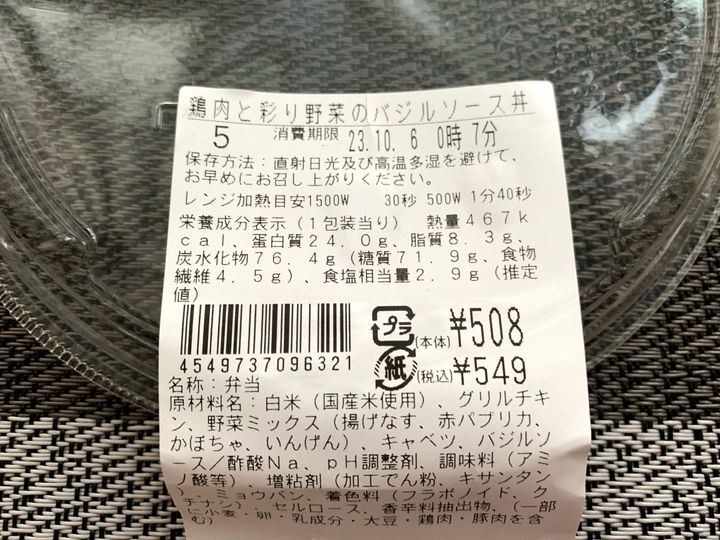 鶏肉と彩り野菜のバジルソース丼
5 消費期限 23.10. 6 0時 7分
保存方法：直射日光及び高温多湿を避けて、
お早めにお召し上がりください。
レンジ加熱目安1500W 30秒 500W 1分40秒
栄養成分表示（１包装当り） 熱量４６７ｋ
ｃａｌ、蛋白質２４．０ｇ、脂質８．３ｇ、
炭水化物７６．４ｇ（糖質７１．９ｇ、食物
繊維４．５ｇ）、食塩相当量２．９ｇ（推定
値）
プラ (本体) ¥508
紙 (税込) ¥549
4549737096321
名称：弁当
原材料名：白米（国産米使用）、グリルチキ
ン、野菜ミックス（揚げなす、赤パプリカ、
かぼちゃ、いんげん）、キャベツ、バジルソ
ース／酢酸Ｎａ、ｐＨ調整剤、調味料（アミ
ノ酸等）、増粘剤（加工でん粉、キサンタン
）、ミョウバン、着色料（フラボノイド、ク
チナシ）、セルロース、香辛料抽出物、（一部
に小麦・卵・乳成分・大豆・鶏肉・豚肉を含
む）